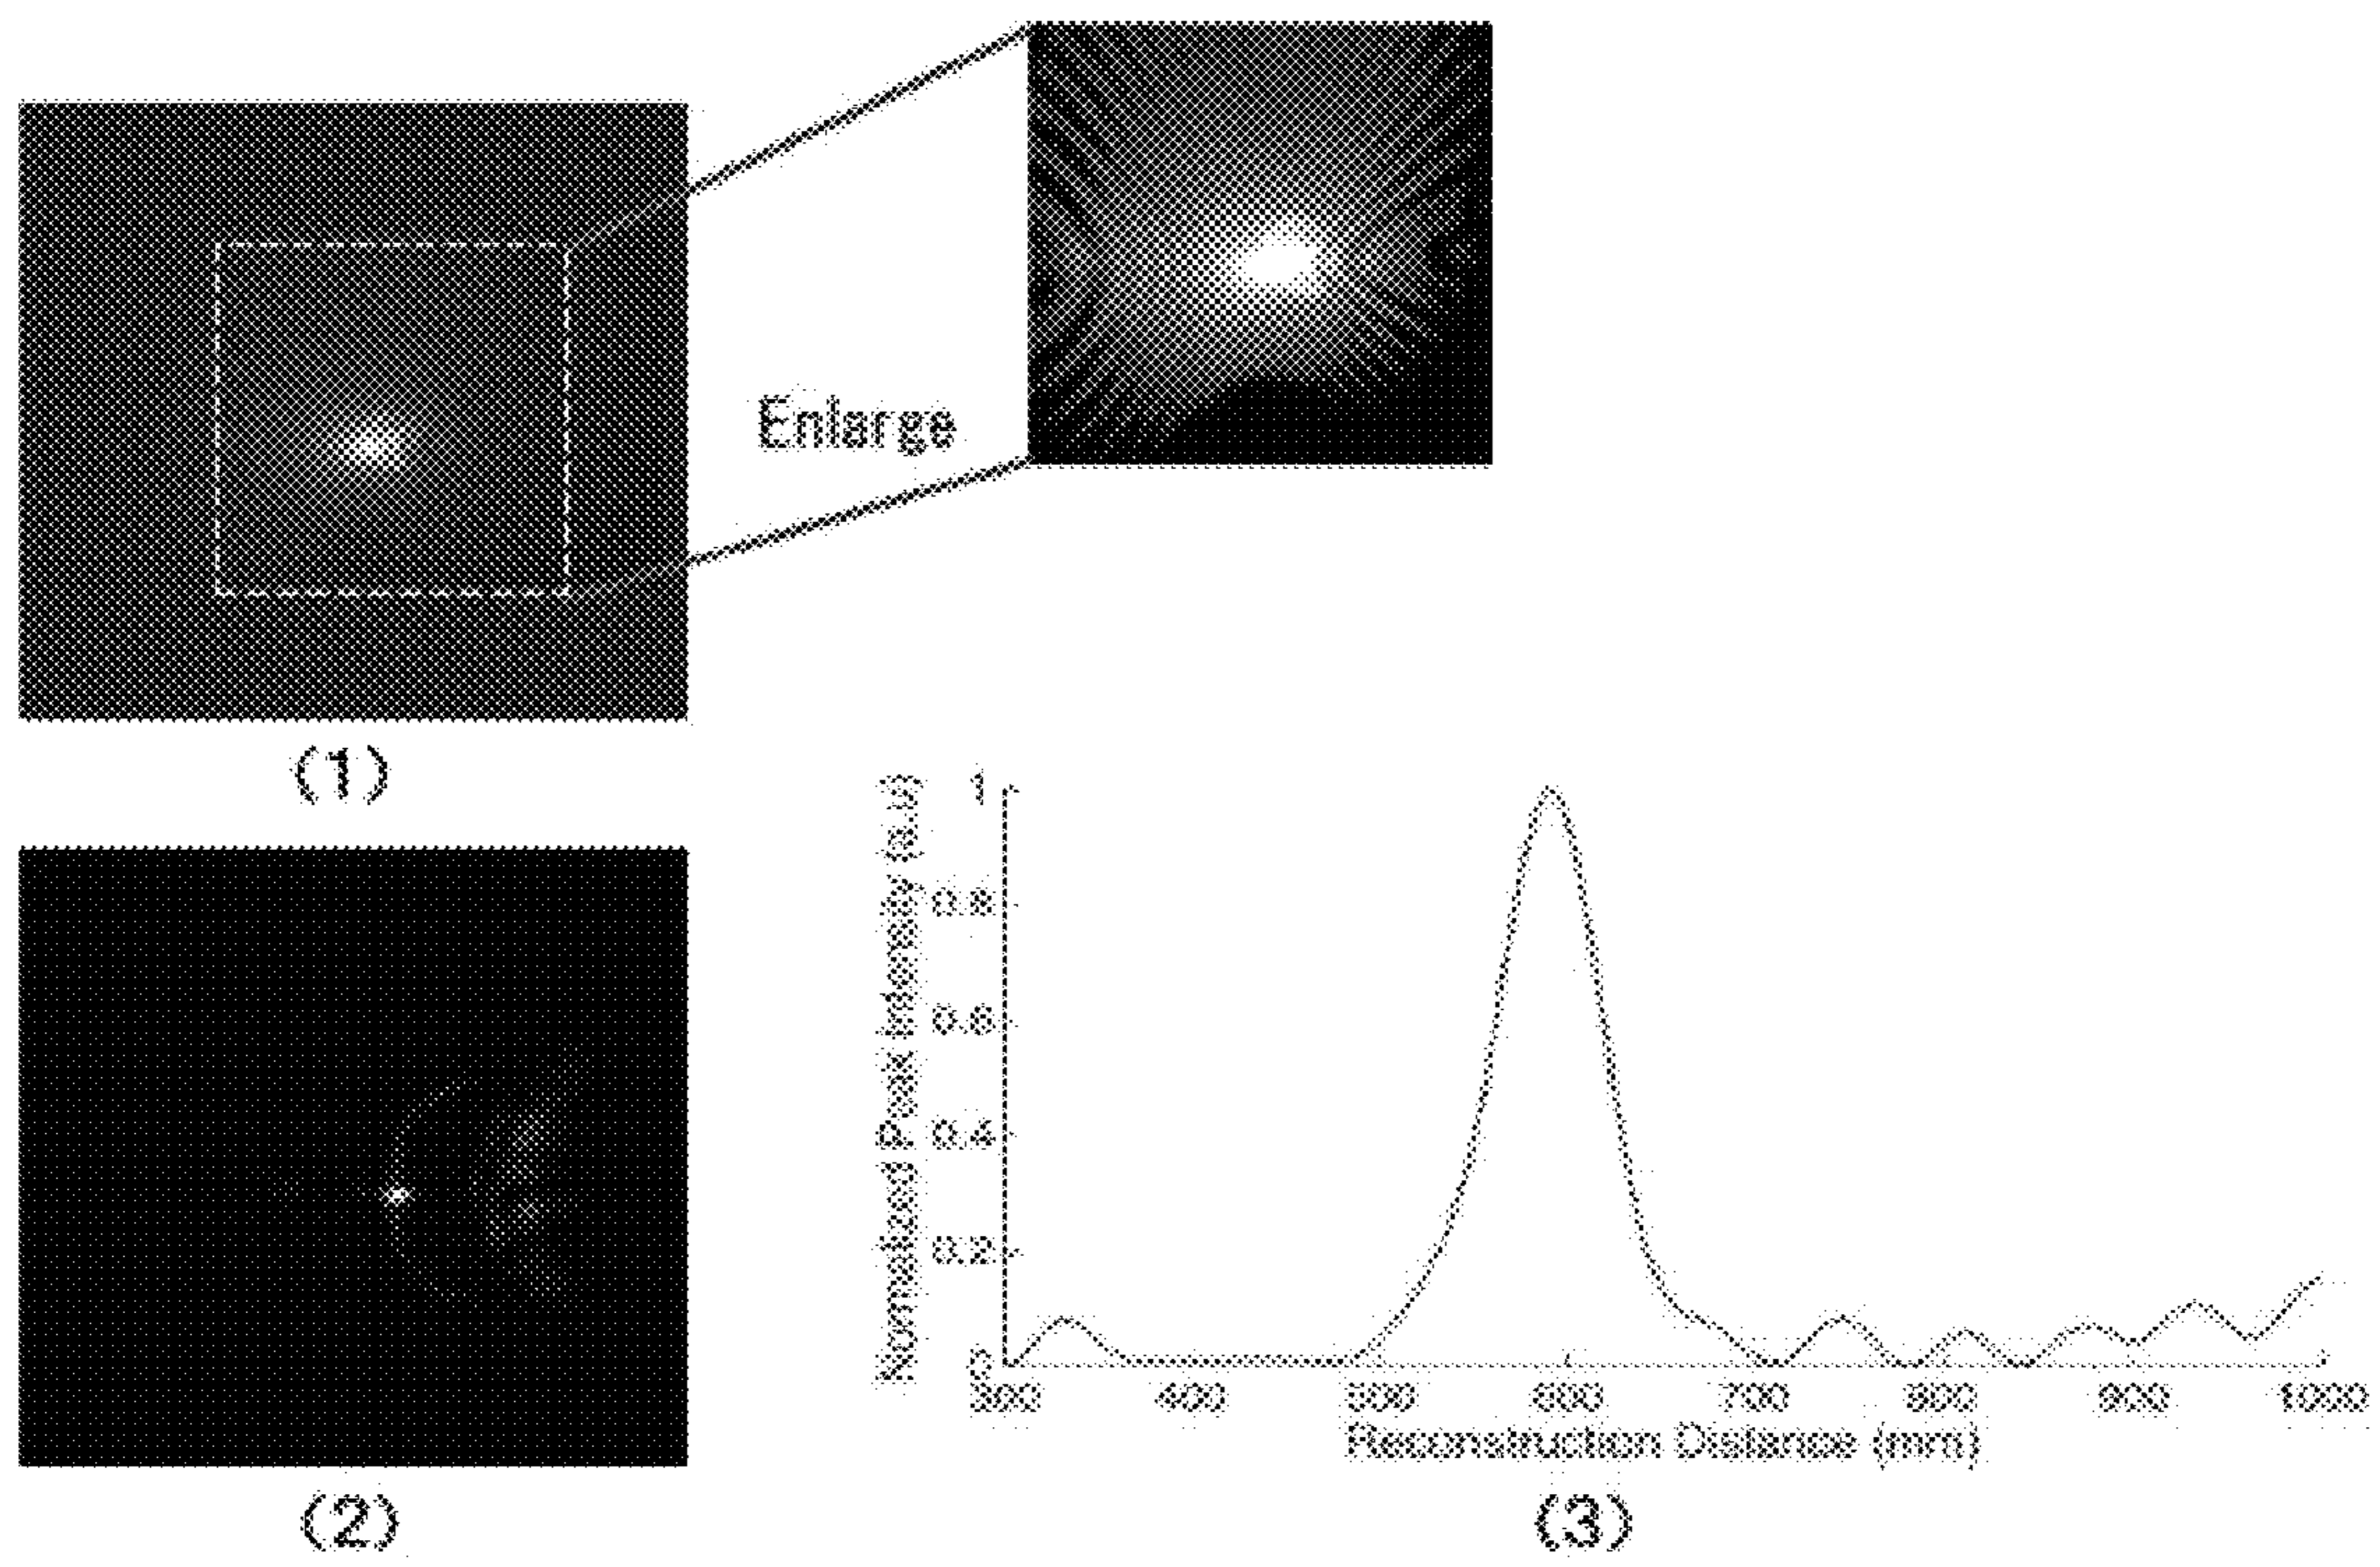 Enlarge
(1)
Normalized Peak Intensity (a.u)
1
0.8
0.6
0.4
0.2
0
300 400 500 600 700 800 900 1000
Reconstruction Distance (mm)
(2)
(3)